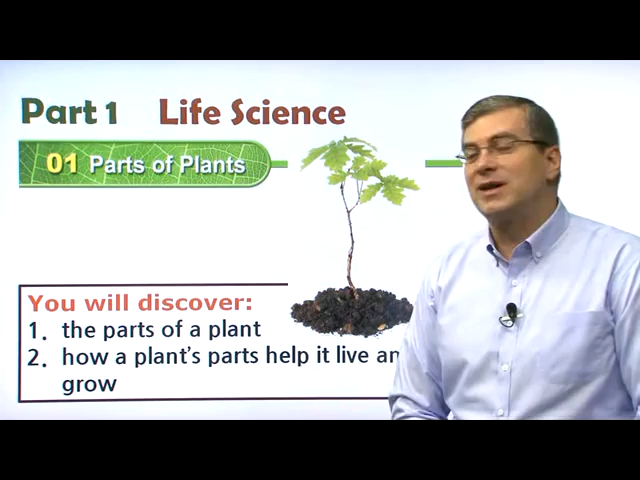 Part 1 Life Science
01 Parts of Plants
You will discover:
1. the parts of a plant
2. how a plant's parts help it live an
grow